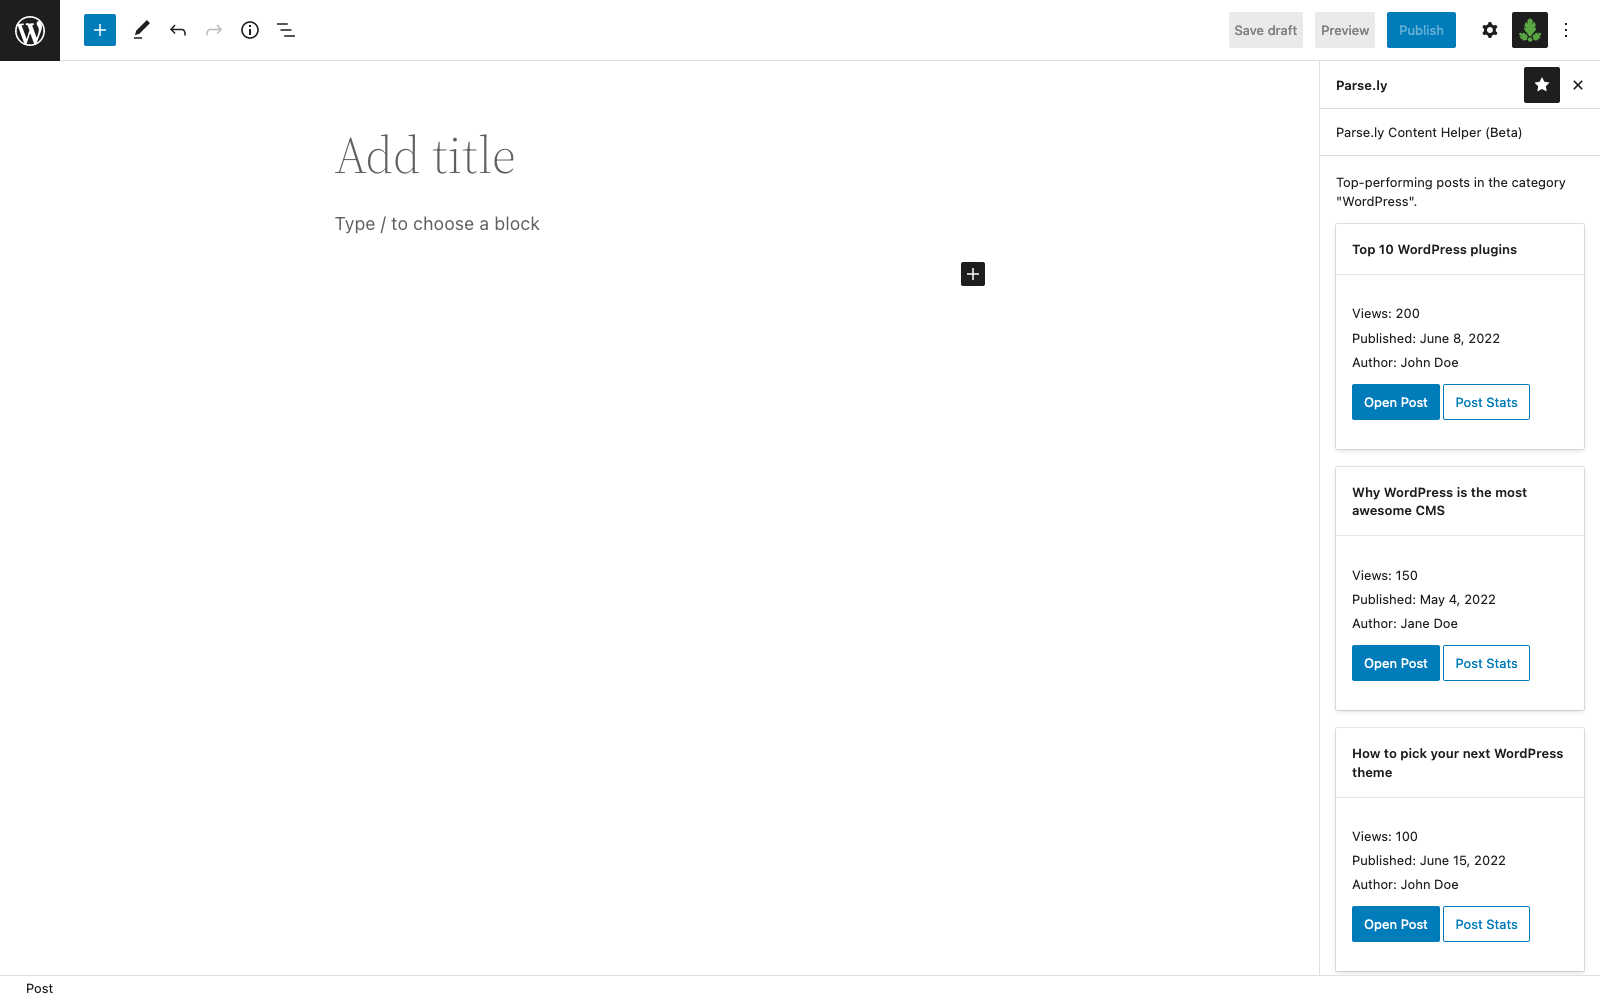 Save draft
Preview
Publish
Parse.ly
Parse.ly Content Helper (Beta)
Add title
Type / to choose a block
Top-performing posts in the category
"WordPress".
Top 10 WordPress plugins
Views: 200
Published: June 8, 2022
Author: John Doe
Open Post
Post Stats
Why WordPress is the most
awesome CMS
Views: 150
Published: May 4, 2022
Author: Jane Doe
Open Post
Post Stats
How to pick your next WordPress
theme
Views: 100
Published: June 15, 2022
Author: John Doe
Open Post
Post Stats
Post